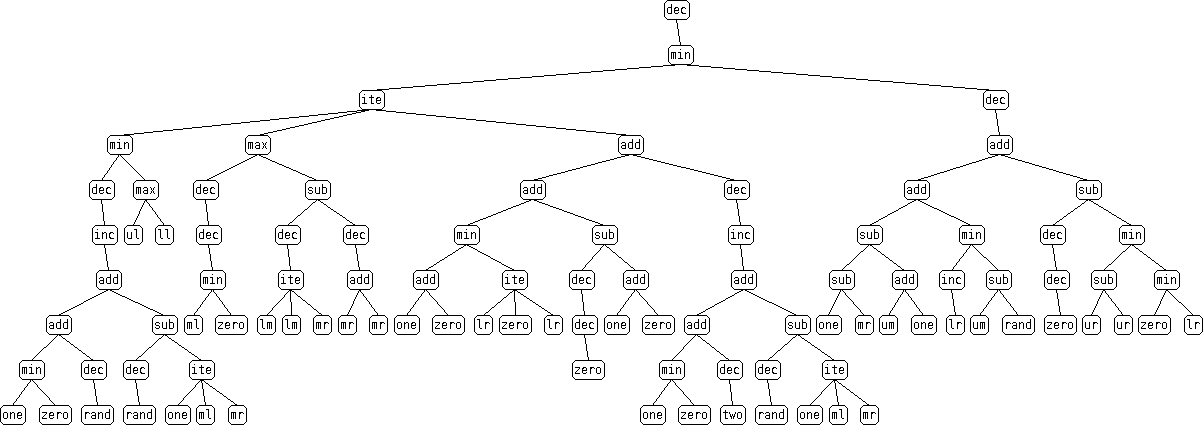 dec
min
ite dec
min max add add
dec max dec sub add dec add sub
inc ul ll dec dec dec min sub inc sub min dec min
add min ite add add ite dec add add sub add inc sub dec sub min
add sub ml zero lm lm mr mr mr one zero lr zero lr dec one zero add sub one mr um one lr um rand zero ur ur zero lr
min dec dec ite zero min dec dec ite
one zero rand rand one ml mr one zero two rand one ml mr